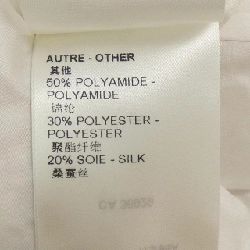 AUTRE - OTHER
其他
50% POLYAMIDE -
POLYAMIDE
锦纶
30% POLYESTER -
POLYESTER
聚酯纤维
20% SOIE - SILK
桑蚕丝